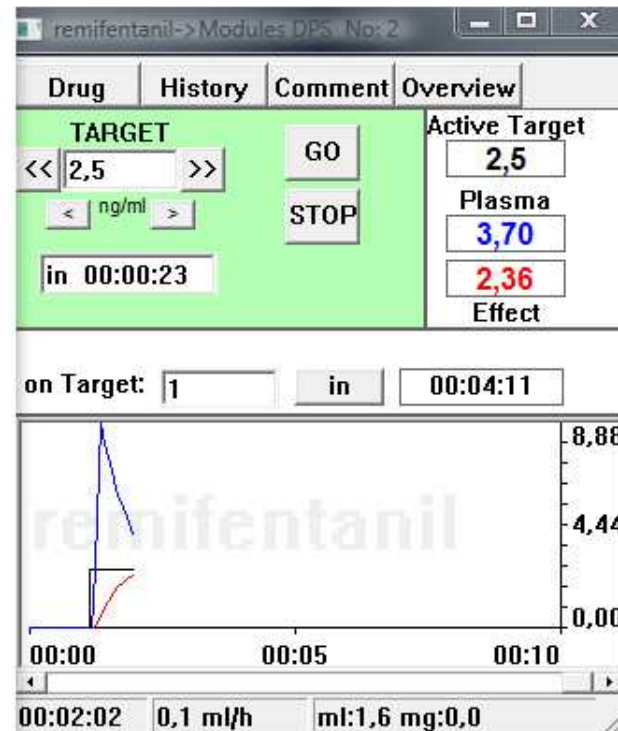 remifentanil->Modules DPS No: 2
Drug History Comment Overview
TARGET
<< 2,5 >>
< ng/ml >
in 00:00:23
GO
STOP
Active Target
2,5
Plasma
3,70
2,36
Effect
on Target: 1 in 00:04:11
remifentanil
8,88
4,44
0,00
00:00 00:05 00:10
00:02:02 0,1 ml/h ml:1,6 mg:0,0